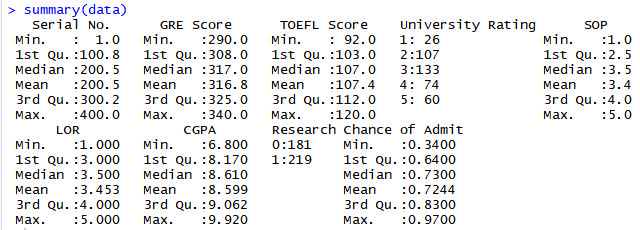 > summary(data)
Serial No. GRE Score TOEFL Score University Rating SOP
Min. : 1.0 Min. :290.0 Min. : 92.0 1: 26 Min. :1.0
1st Qu.:100.8 1st Qu.:308.0 1st Qu.:103.0 2:107 1st Qu.:2.5
Median :200.5 Median :317.0 Median :107.0 3:133 Median :3.5
Mean :200.5 Mean :316.8 Mean :107.4 4: 74 Mean :3.4
3rd Qu.:300.2 3rd Qu.:325.0 3rd Qu.:112.0 5: 60 3rd Qu.:4.0
Max. :400.0 Max. :340.0 Max. :120.0 Max. :5.0
LOR CGPA Research Chance of Admit
Min. :1.000 Min. :6.800 0:181 Min. :0.3400
1st Qu.:3.000 1st Qu.:8.170 1:219 1st Qu.:0.6400
Median :3.500 Median :8.610 Median :0.7300
Mean :3.453 Mean :8.599 Mean :0.7244
3rd Qu.:4.000 3rd Qu.:9.062 3rd Qu.:0.8300
Max. :5.000 Max. :9.920 Max. :0.9700